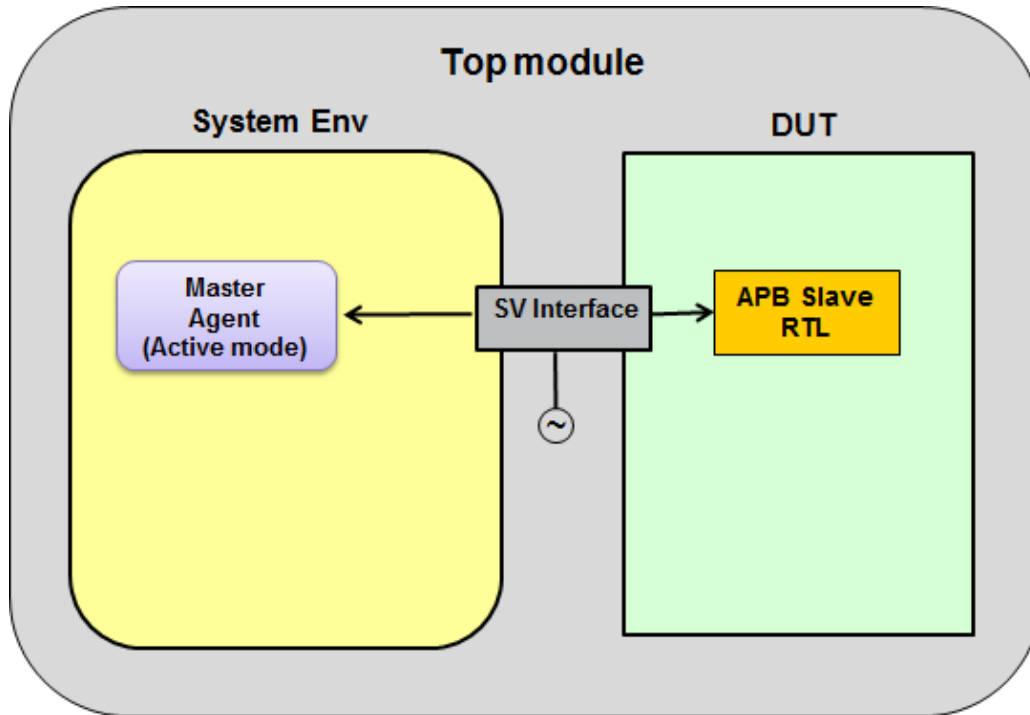 Top module
System Env
DUT
Master
Agent
(Active mode)
SV Interface
APB Slave
RTL
~